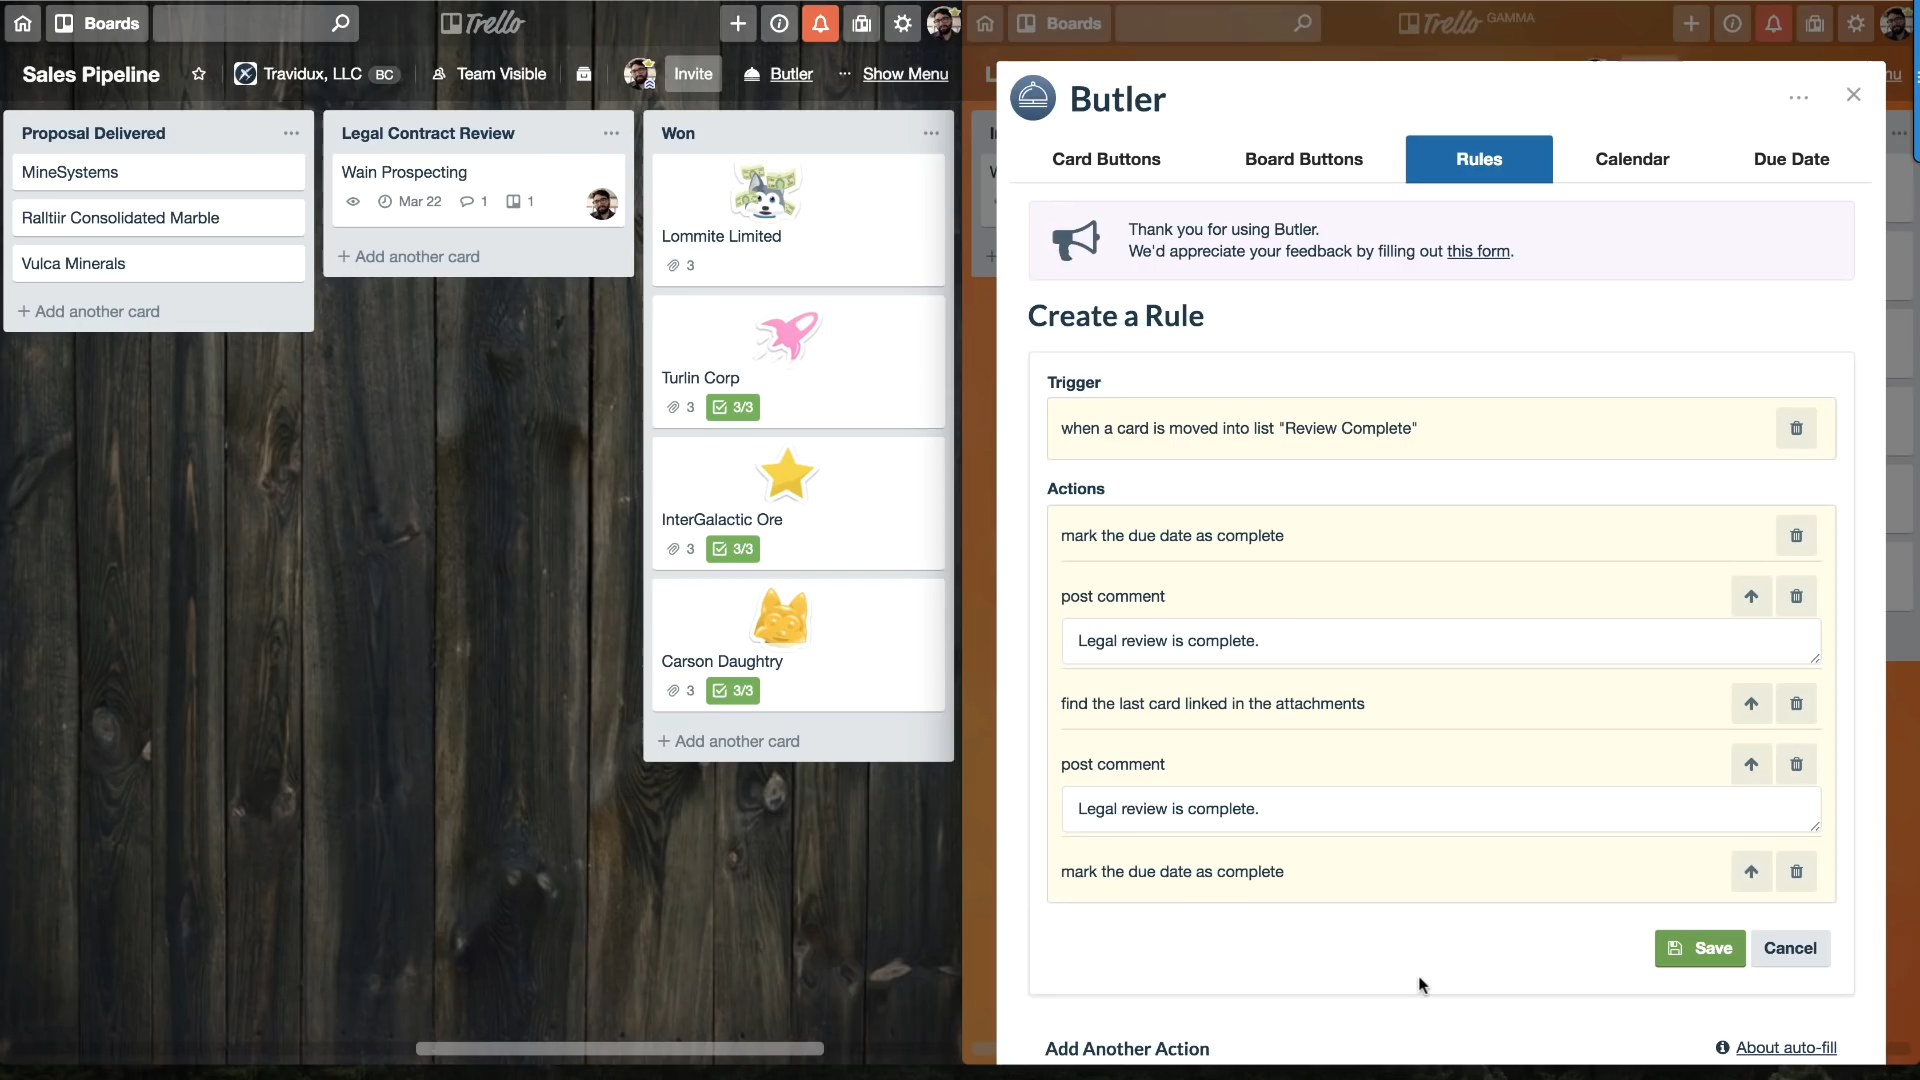 Boards
Trello
Sales Pipeline
Travidux, LLC BC
Team Visible
Invite
Butler
Show Menu
Proposal Delivered
MineSystems
Ralltiir Consolidated Marble
Vulca Minerals
+ Add another card
Legal Contract Review
Wain Prospecting
Mar 22 1 1
+ Add another card
Won
Lommite Limited
3
Turlin Corp
3 3/3
InterGalactic Ore
3 3/3
Carson Daughtry
3 3/3
+ Add another card
Boards
Trello GAMMA
nu
Butler
Card Buttons
Board Buttons
Rules
Calendar
Due Date
Thank you for using Butler.
We'd appreciate your feedback by filling out this form.
Create a Rule
Trigger
when a card is moved into list "Review Complete"
Actions
mark the due date as complete
post comment
Legal review is complete.
find the last card linked in the attachments
post comment
Legal review is complete.
mark the due date as complete
Save
Cancel
Add Another Action
About auto-fill